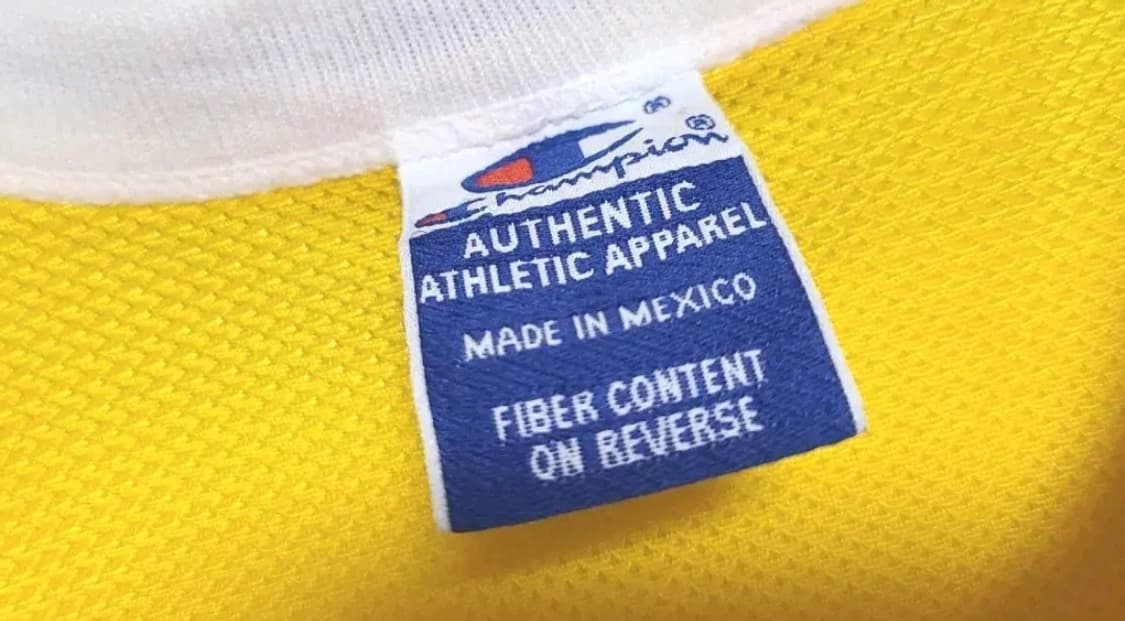 Champion®
AUTHENTIC
ATHLETIC APPAREL
MADE IN MEXICO
FIBER CONTENT
ON REVERSE